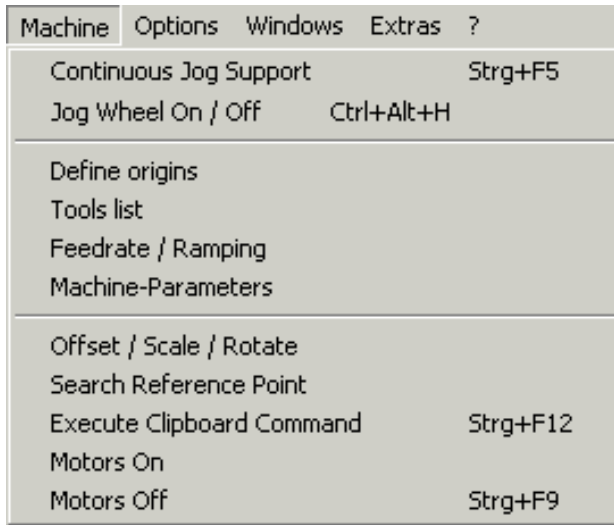 Machine Options Windows Extras ?
Continuous Jog Support Strg+F5
Jog Wheel On / Off Ctrl+Alt+H
Define origins
Tools list
Feedrate / Ramping
Machine-Parameters
Offset / Scale / Rotate
Search Reference Point
Execute Clipboard Command Strg+F12
Motors On
Motors Off Strg+F9